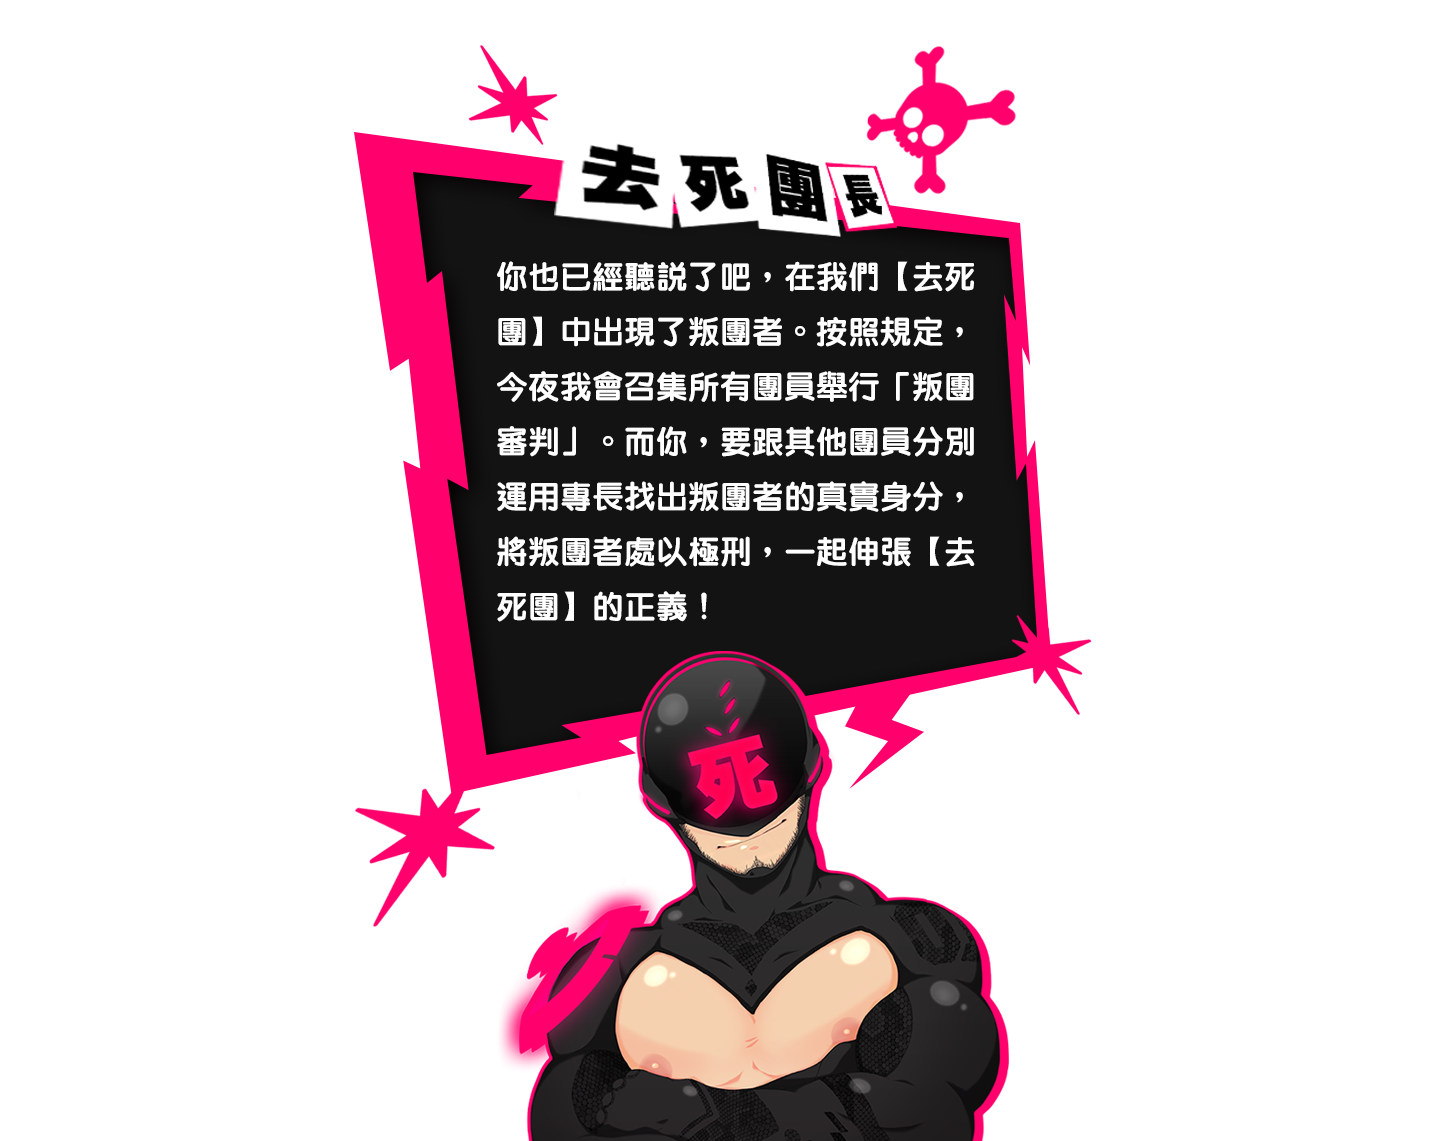 去死團長
你也已經聽説了吧，在我們【去死
團】中出現了叛團者。按照規定，
今夜我會召集所有團員舉行「叛團
審判」。而你，要跟其他團員分別
運用專長找出叛團者的真實身分，
將叛團者處以極刑，一起伸張【去
死團】的正義！
死